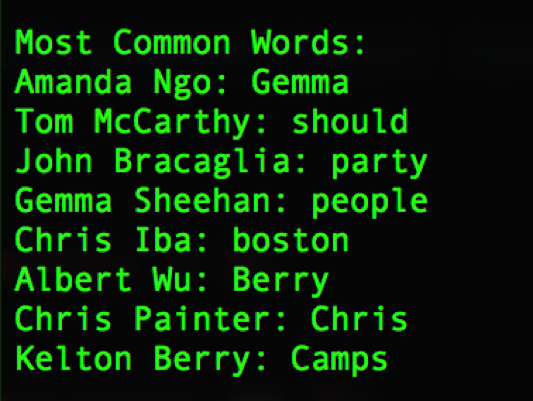 Most Common Words:
Amanda Ngo: Gemma
Tom McCarthy: should
John Bracaglia: party
Gemma Sheehan: people
Chris Iba: boston
Albert Wu: Berry
Chris Painter: Chris
Kelton Berry: Camps